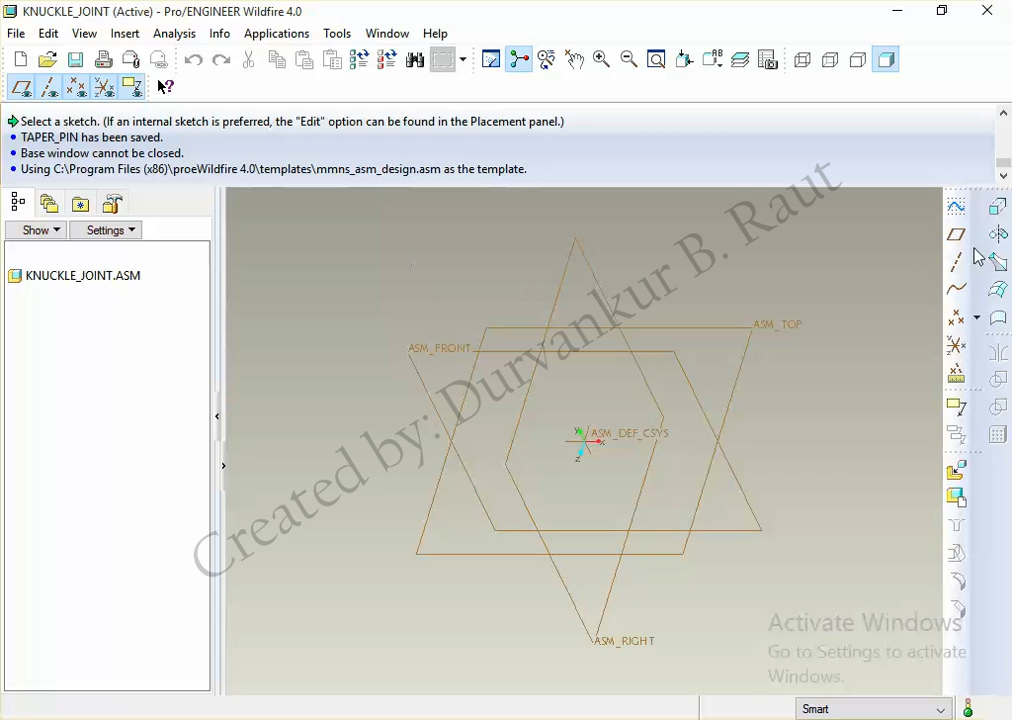 KNUCKLE_JOINT (Active) - Pro/ENGINEER Wildfire 4.0
File Edit View Insert Analysis Info Applications Tools Window Help
Select a sketch. (If an internal sketch is preferred, the "Edit" option can be found in the Placement panel.)
• TAPER_PIN has been saved.
• Base window cannot be closed.
• Using C:\Program Files (x86)\proeWildfire 4.0\templates\mmns_asm_design.asm as the template.
Show Settings
KNUCKLE_JOINT.ASM
ASM_TOP
ASM_FRONT
ASM_DEF_CSYS
y
x
z
ASM_RIGHT
Created by: Durvankur B. Raut
Activate Windows
Go to Settings to activate
Windows.
Smart